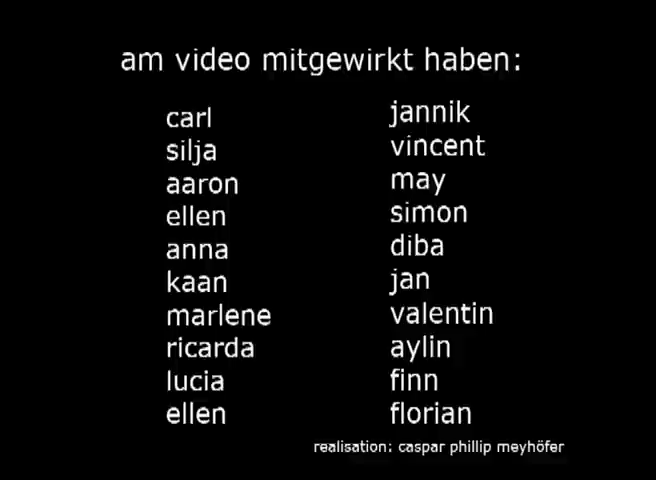 am video mitgewirkt haben:
carl
silja
aaron
ellen
anna
kaan
marlene
ricarda
lucia
ellen
jannik
vincent
may
simon
diba
jan
valentin
aylin
finn
florian
realisation: caspar phillip meyhöfer